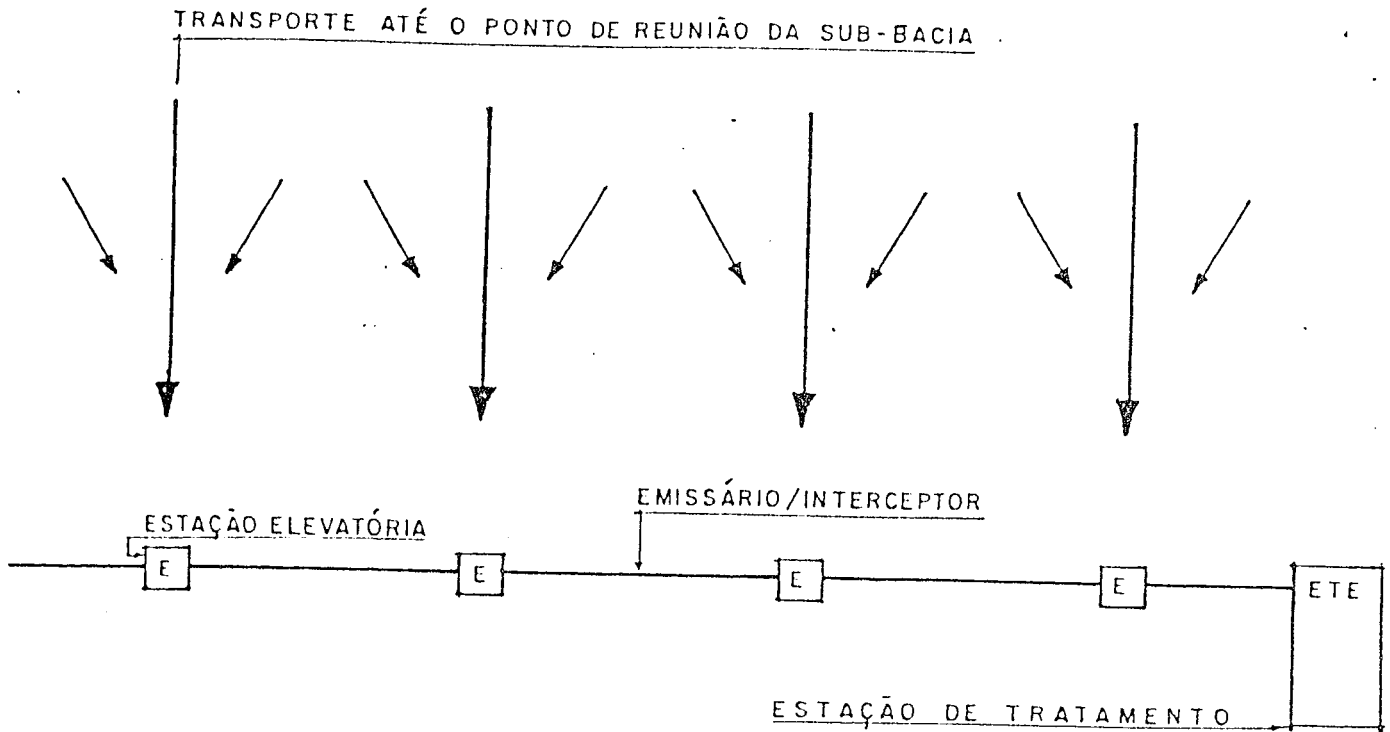 TRANSPORTE ATÉ O PONTO DE REUNIÃO DA SUB-BACIA
EMISSÁRIO/INTERCEPTOR
ESTAÇÃO ELEVATÓRIA
E
E
E
E
ETE
ESTAÇÃO DE TRATAMENTO